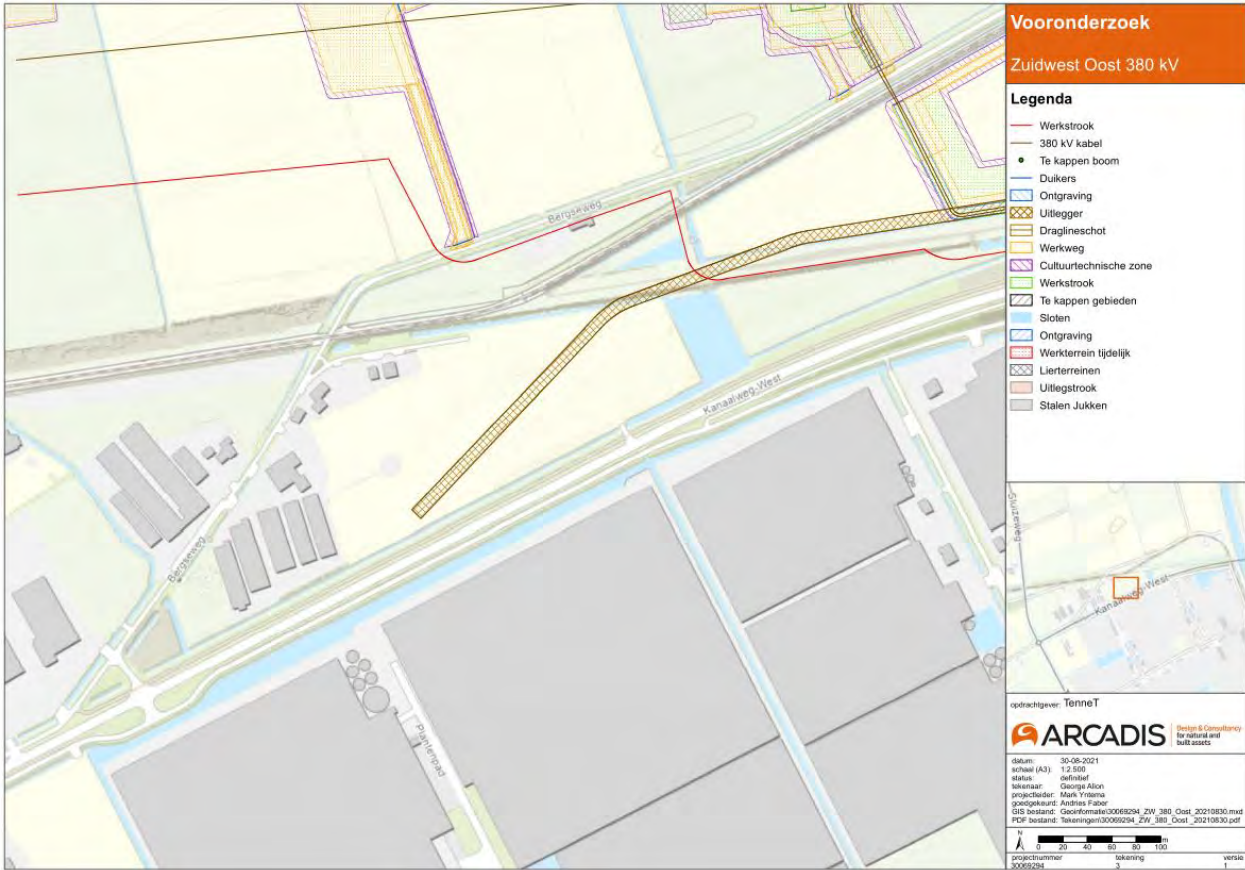 Bergseweg
Kanaalweg-West
Bergseweg
Plantenpad
Vooronderzoek
Zuidwest Oost 380 kV
Legenda
Werkstrook
380 kV kabel
Te kappen boom
Duikers
Ontgraving
Uitlegger
Draglineschot
Werkweg
Cultuurtechnische zone
Werkstrook
Te kappen gebieden
Sloten
Ontgraving
Werkterrein tijdelijk
Lierterreinen
Uitlegstrook
Stalen Jukken
Sluizeweg
Kanaalweg-West
opdrachtgever: TenneT
ARCADIS
Design & Consultancy
for natural and
built assets
datum: 30-08-2021
schaal (A3): 1:2.500
status: definitief
tekenaar: George Alion
projectleider: Mark Yntema
goedgekeurd: Andries Faber
GIS bestand: Geoinformatie\30069294_ZW_380_Oost_20210830.mxd
PDF bestand: Tekeningen\30069294_ZW_380_Oost_20210830.pdf
N
0 20 40 60 80 100 m
projectnummer tekening versie
30069294 3 1